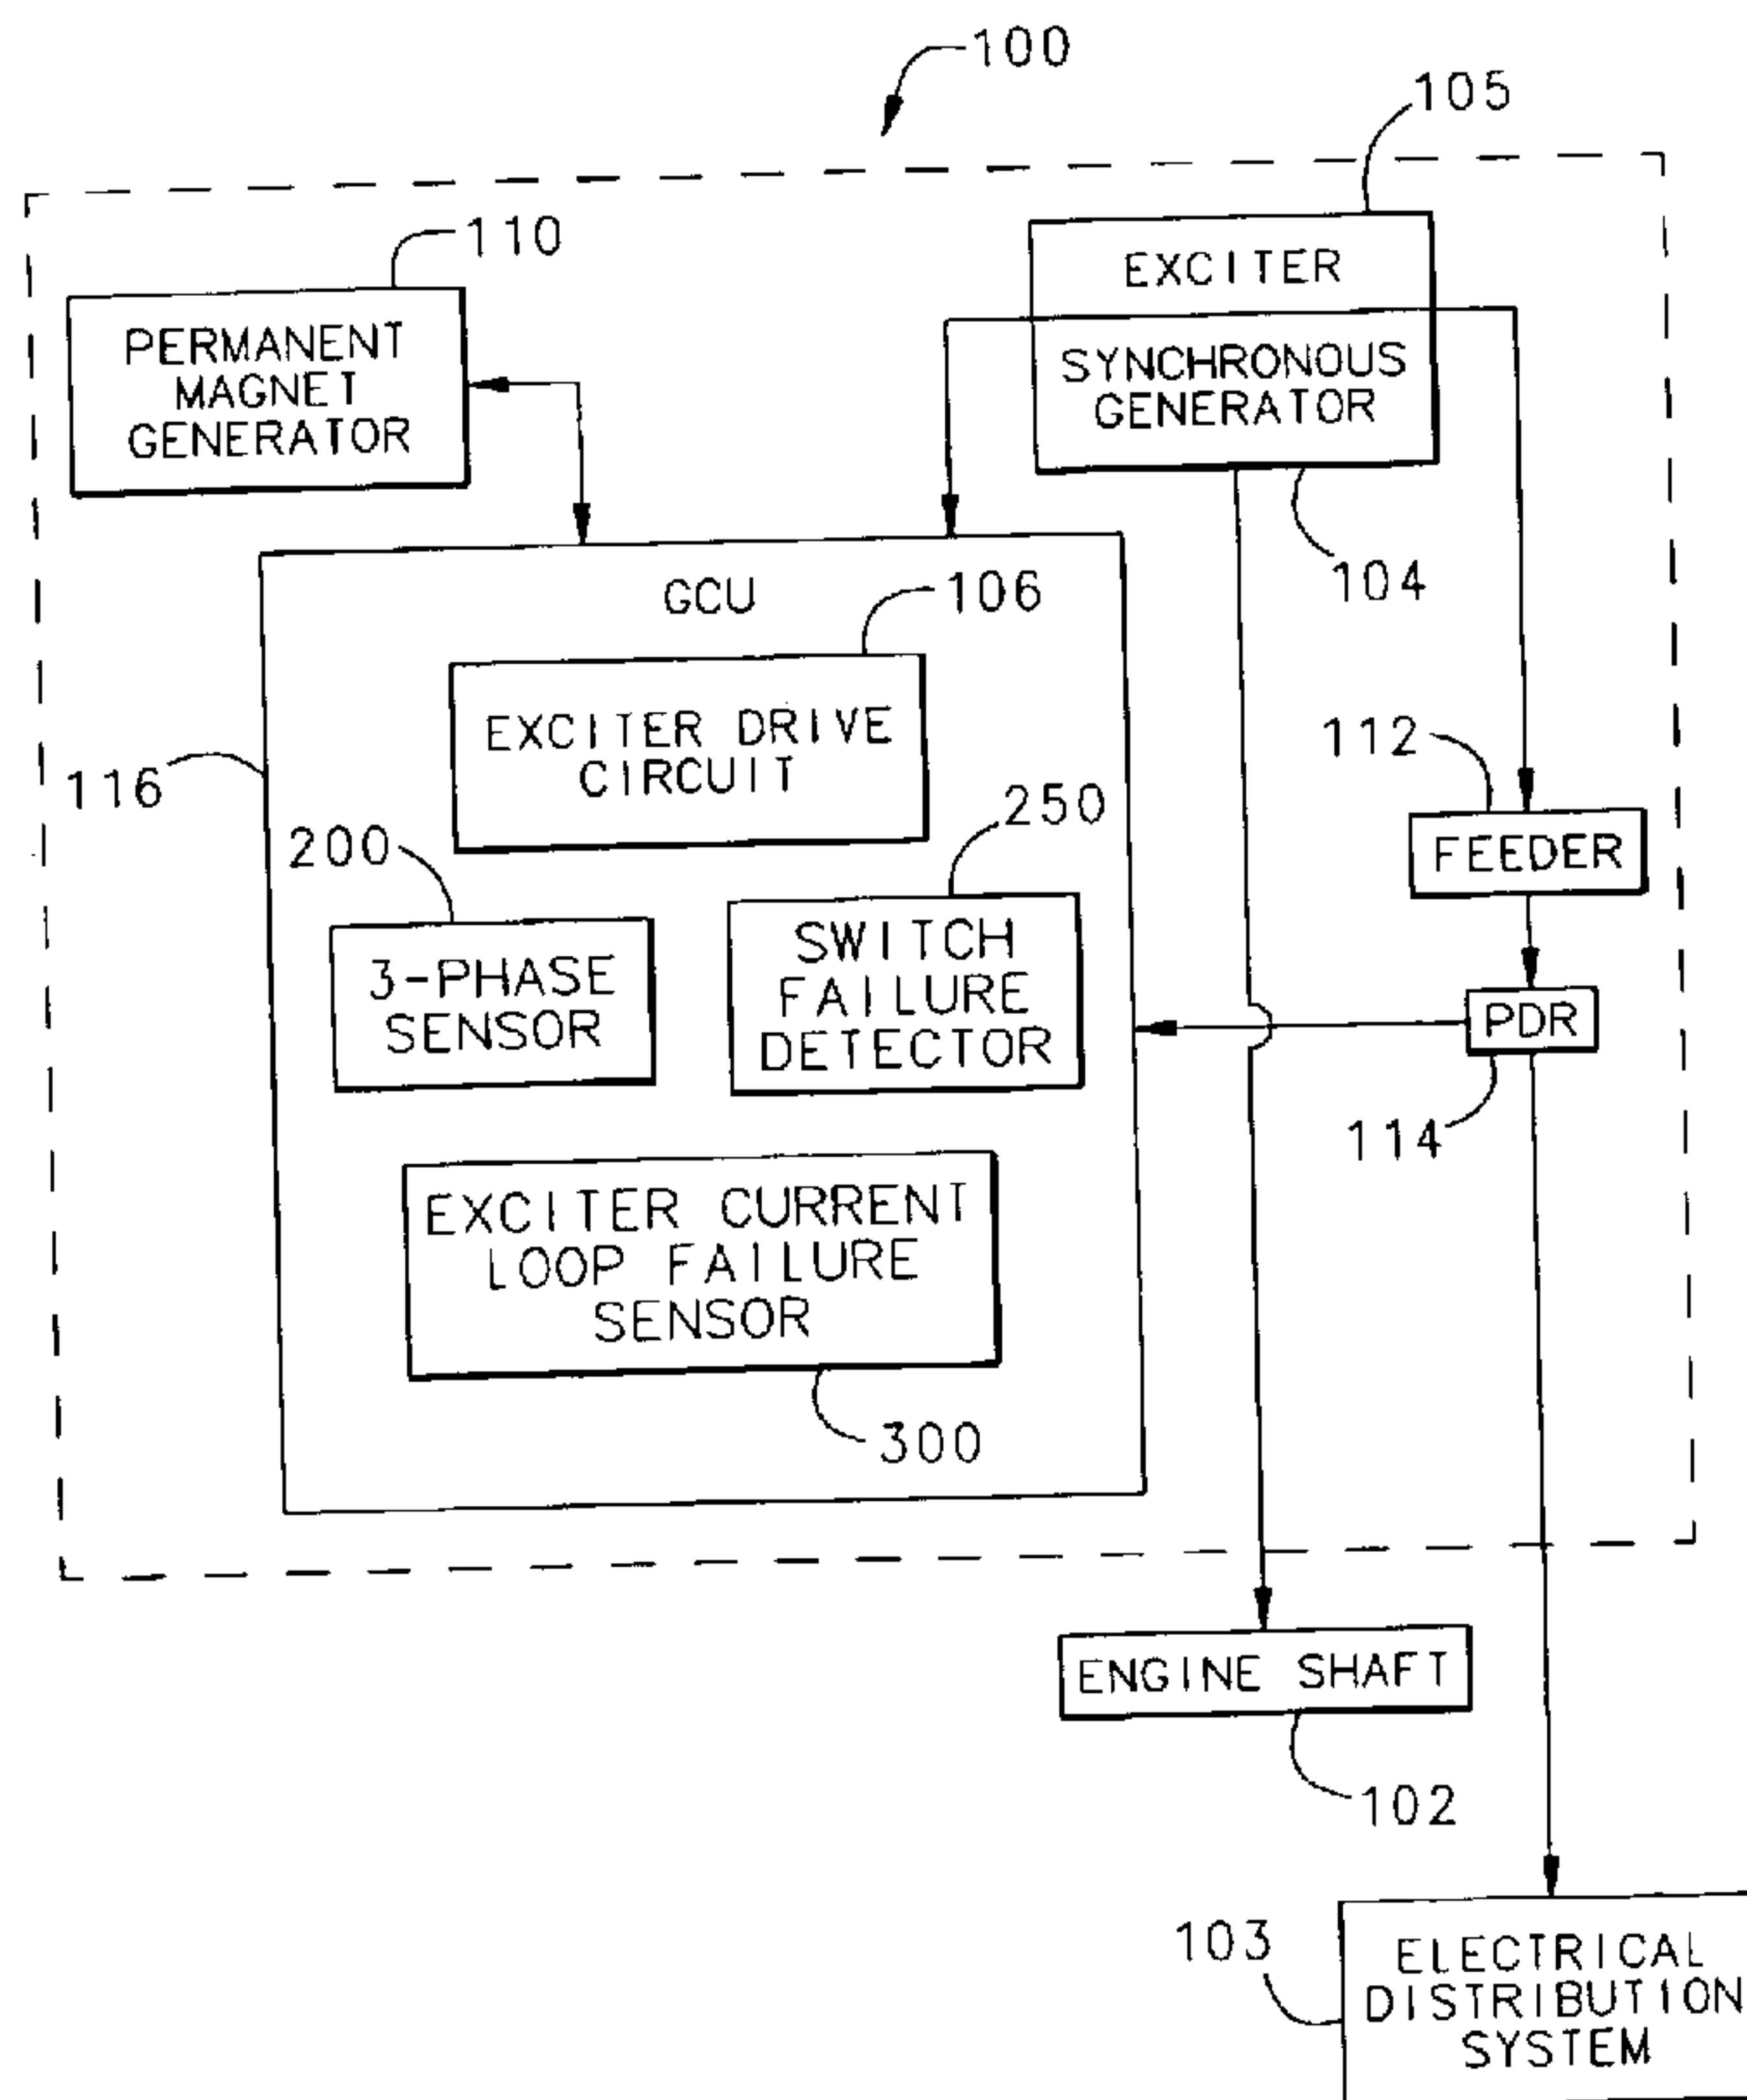 100
105
110
EXCITER
PERMANENT
MAGNET
GENERATOR
SYNCHRONOUS
GENERATOR
104
GCU
106
EXCITER DRIVE
CIRCUIT
112
116
250
200
FEEDER
3-PHASE
SENSOR
SWITCH
FAILURE
DETECTOR
PDR
114
EXCITER CURRENT
LOOP FAILURE
SENSOR
300
ENGINE SHAFT
102
103
ELECTRICAL
DISTRIBUTION
SYSTEM